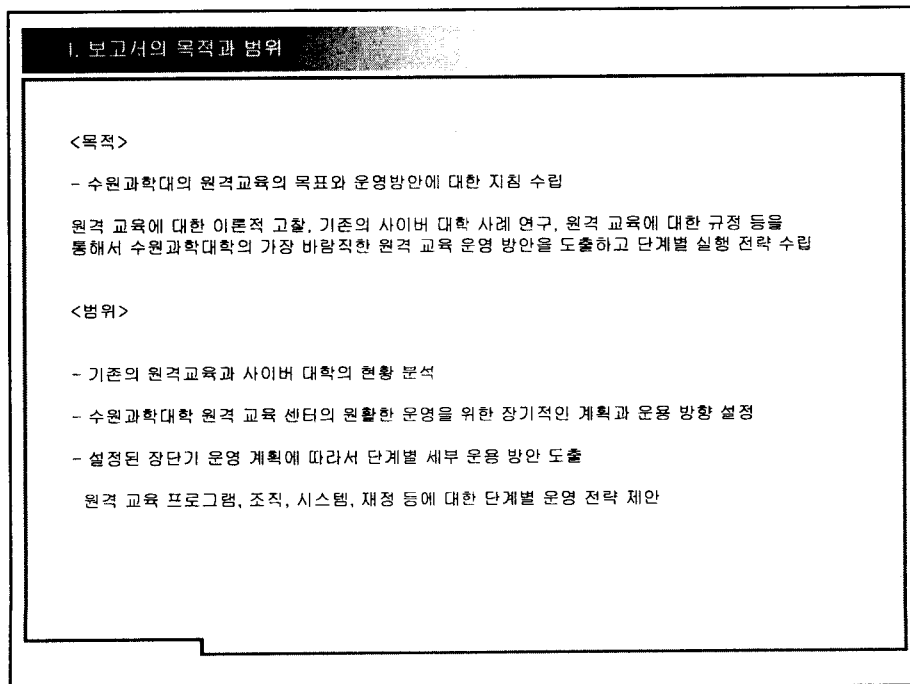 I. 보고서의 목적과 범위
<목적>
- 수원과학대의 원격교육의 목표와 운영방안에 대한 지침 수립
원격 교육에 대한 이론적 고찰, 기존의 사이버 대학 사례 연구, 원격 교육에 대한 규정 등을
통해서 수원과학대학의 가장 바람직한 원격 교육 운영 방안을 도출하고 단계별 실행 전략 수립
<범위>
- 기존의 원격교육과 사이버 대학의 현황 분석
- 수원과학대학 원격 교육 센터의 원활한 운영을 위한 장기적인 계획과 운용 방향 설정
- 설정된 장단기 운영 계획에 따라서 단계별 세부 운용 방안 도출
원격 교육 프로그램, 조직, 시스템, 재정 등에 대한 단계별 운영 전략 제안